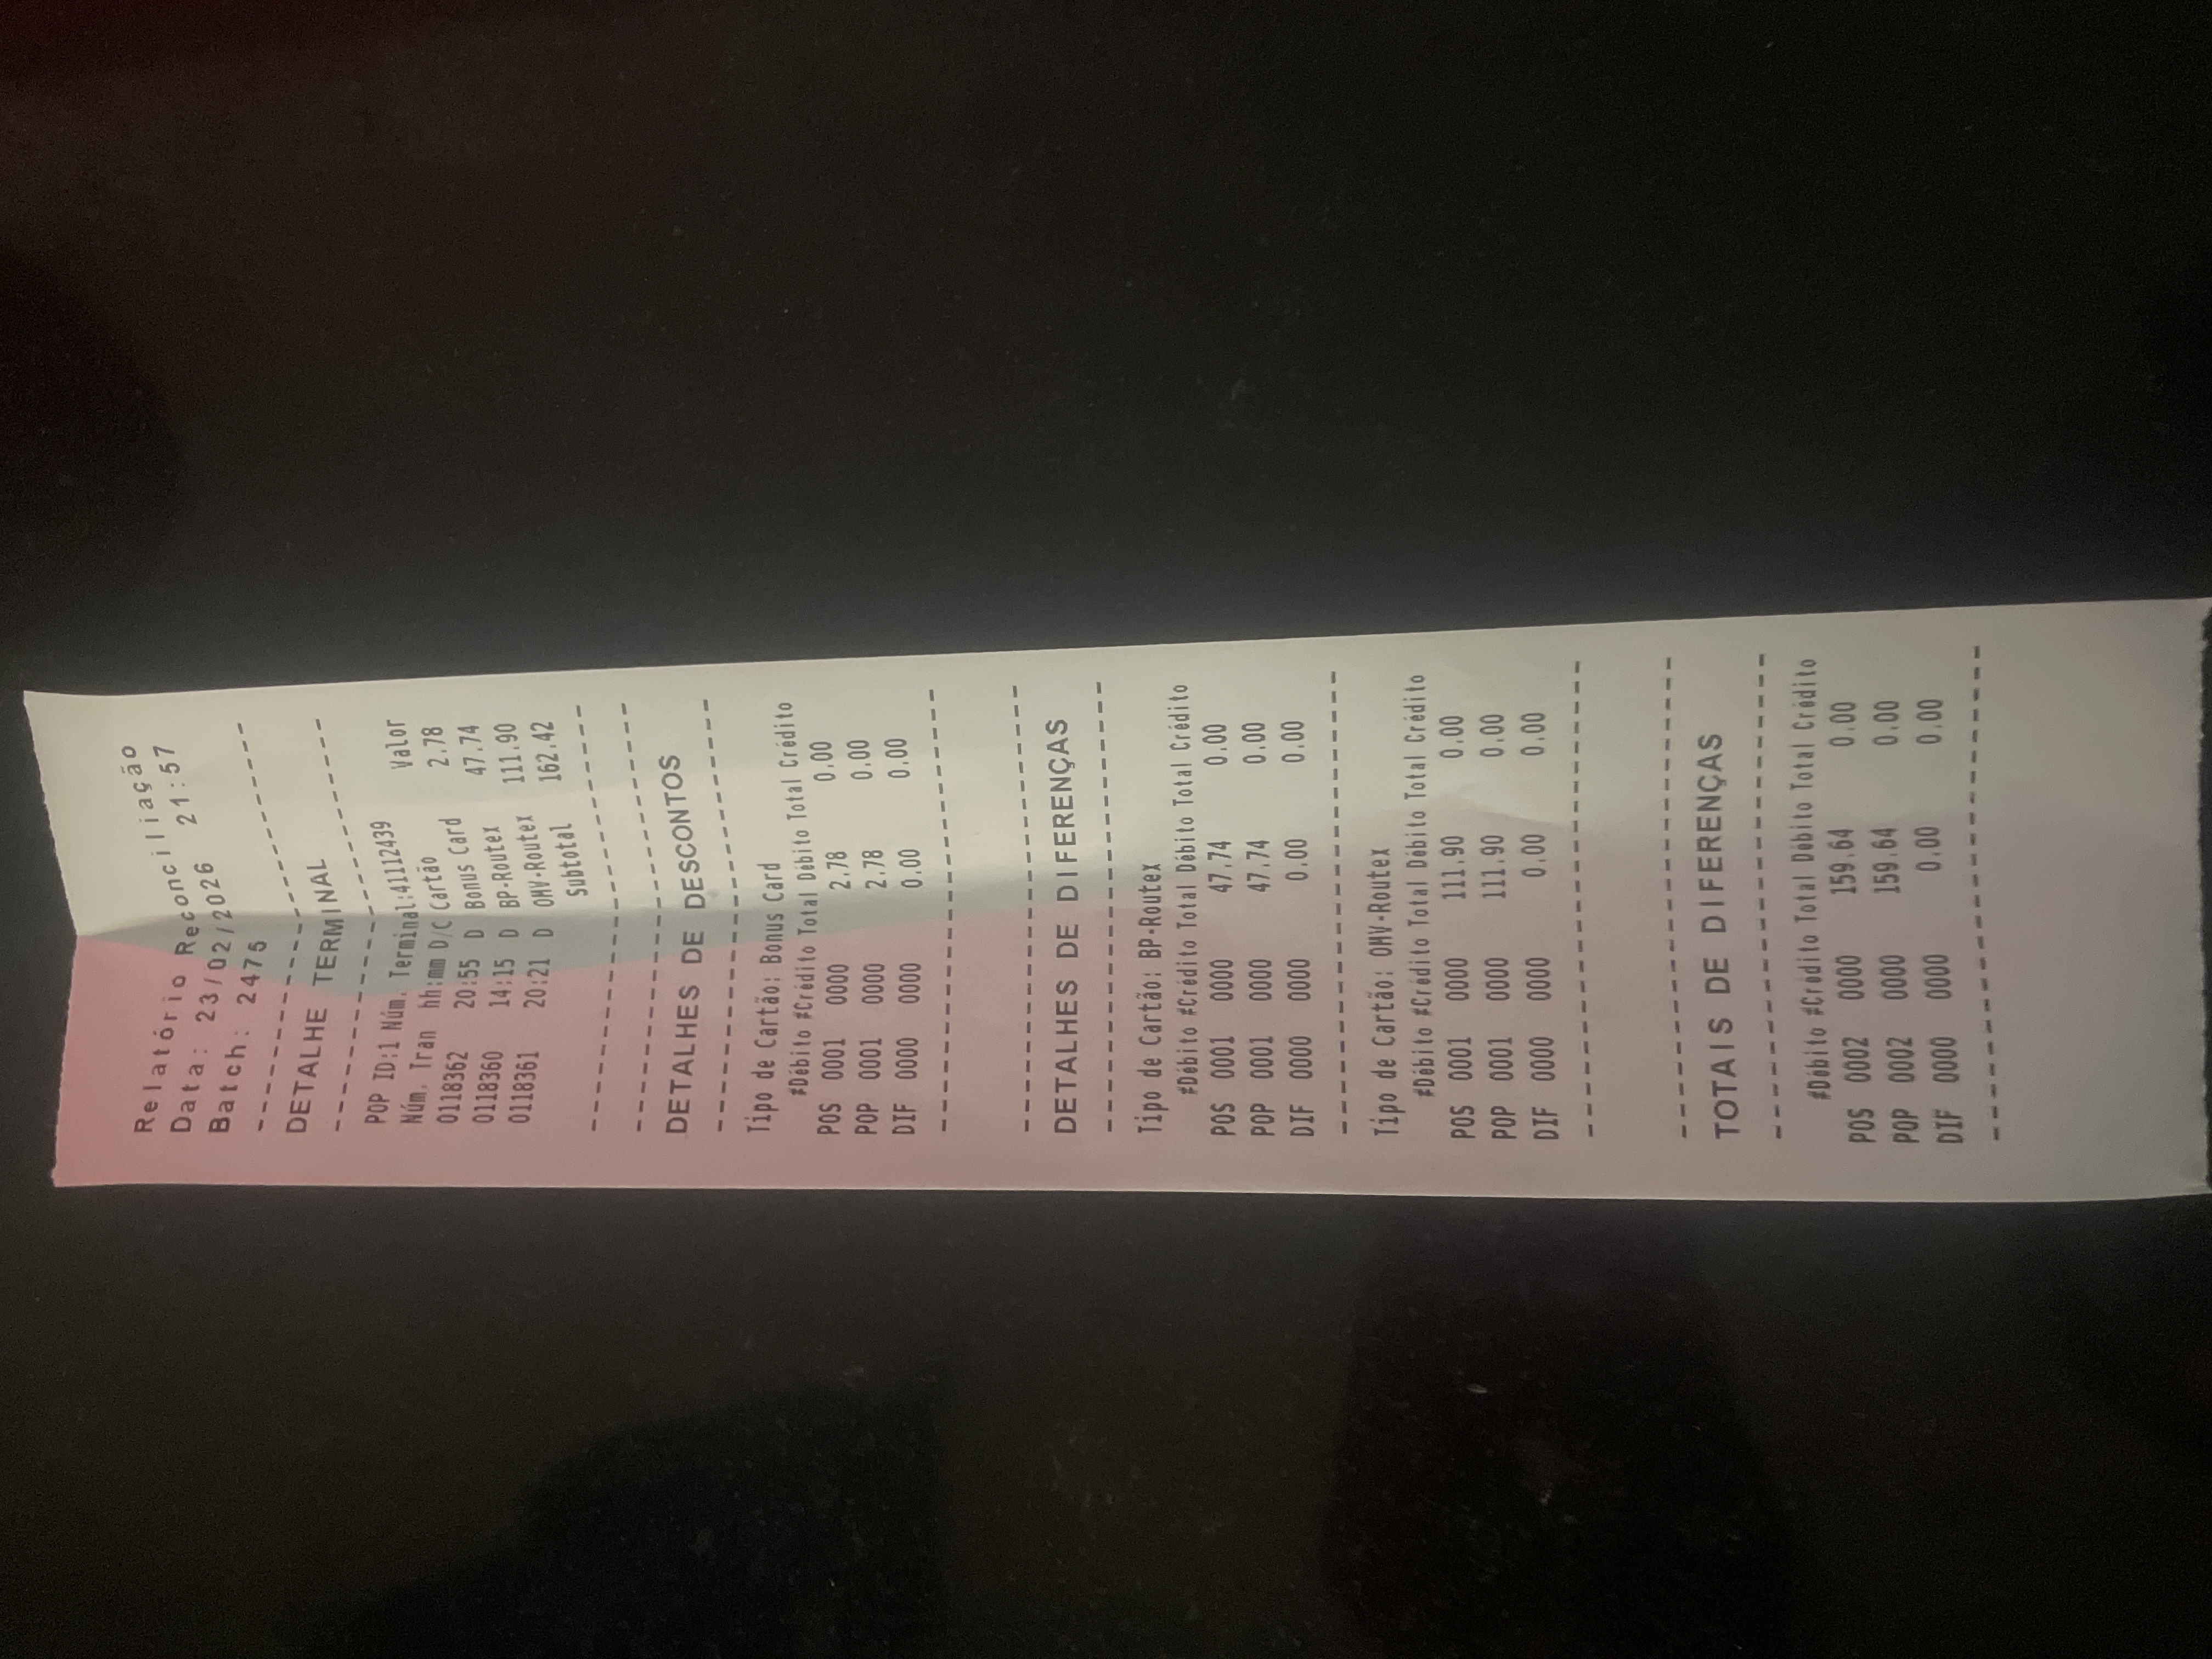 Relatório Reconciliação
Data: 23/02/2026 21:57
Batch: 2475
------------------------
DETALHE TERMINAL
------------------------
POP ID:1 Núm. Terminal:41112439
Núm. Tran hh:mm D/C Cartão Valor
0118362 20:55 D Bonus Card 2.78
0118360 14:15 D BP-Routex 47.74
0118361 20:21 D OMV-Routex 111.90
Subtotal 162.42
------------------------
------------------------
DETALHES DE DESCONTOS
------------------------
Tipo de Cartão: Bonus Card
#Débito #Crédito Total Débito Total Crédito
POS 0001 0000 2.78 0.00
POP 0001 0000 2.78 0.00
DIF 0000 0000 0.00 0.00
------------------------
------------------------
DETALHES DE DIFERENÇAS
------------------------
Tipo de Cartão: BP-Routex
#Débito #Crédito Total Débito Total Crédito
POS 0001 0000 47.74 0.00
POP 0001 0000 47.74 0.00
DIF 0000 0000 0.00 0.00
------------------------
Tipo de Cartão: OMV-Routex
#Débito #Crédito Total Débito Total Crédito
POS 0001 0000 111.90 0.00
POP 0001 0000 111.90 0.00
DIF 0000 0000 0.00 0.00
------------------------
------------------------
TOTAIS DE DIFERENÇAS
------------------------
#Débito #Crédito Total Débito Total Crédito
POS 0002 0000 159.64 0.00
POP 0002 0000 159.64 0.00
DIF 0000 0000 0.00 0.00
------------------------